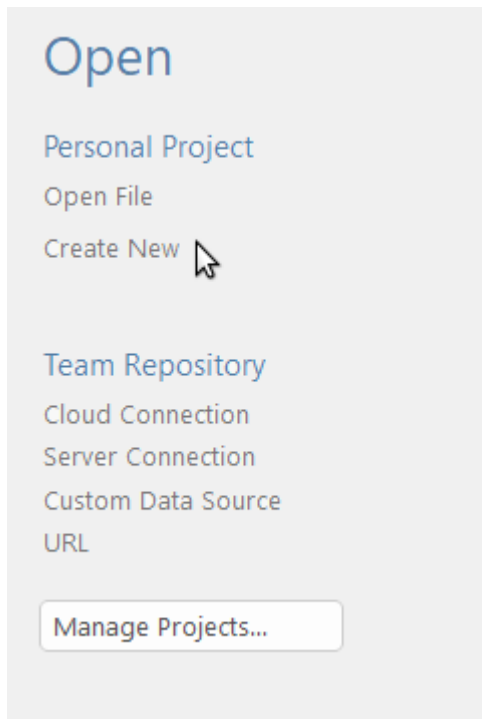 Open
Personal Project
Open File
Create New
Team Repository
Cloud Connection
Server Connection
Custom Data Source
URL
Manage Projects...